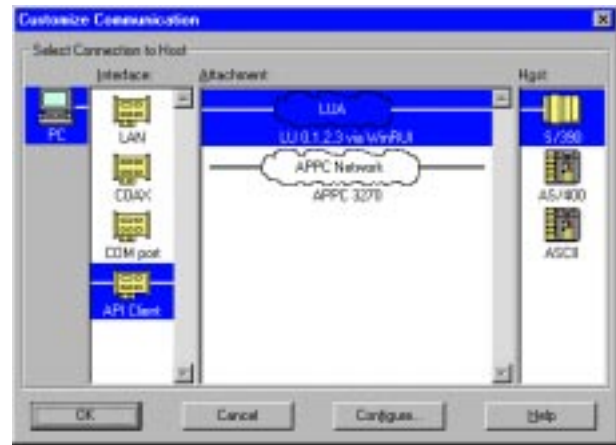 Customize Communication
Select Connection to Host
Interface:
Attachment:
Host:
PC
LAN
COAX
COM port
API Client
LUA
LU 0,1,2,3 via WinRUI
APPC Network
APPC 3270
S/390
AS/400
ASCII
OK
Cancel
Configure...
Help